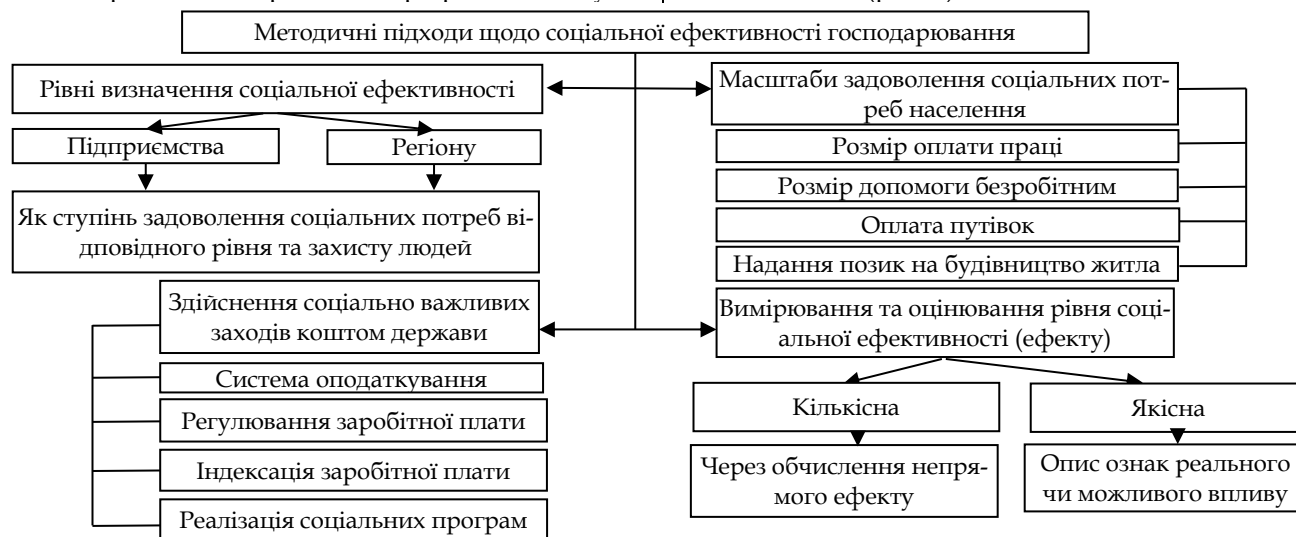 Методичні підходи щодо соціальної ефективності господарювання
Рівні визначення соціальної ефективності
Підприємства
Регіону
Як ступінь задоволення соціальних потреб ві-
дповідного рівня та захисту людей
Масштаби задоволення соціальних пот-
реб населення
Розмір оплати праці
Розмір допомоги безробітним
Оплата путівок
Надання позик на будівництво житла
Здійснення соціально важливих
заходів коштом держави
Система оподаткування
Регулювання заробітної плати
Індексація заробітної плати
Реалізація соціальних програм
Вимірювання та оцінювання рівня соці-
альної ефективності (ефекту)
Кількісна
Якісна
Через обчислення непря-
мого ефекту
Опис ознак реального
чи можливого впливу